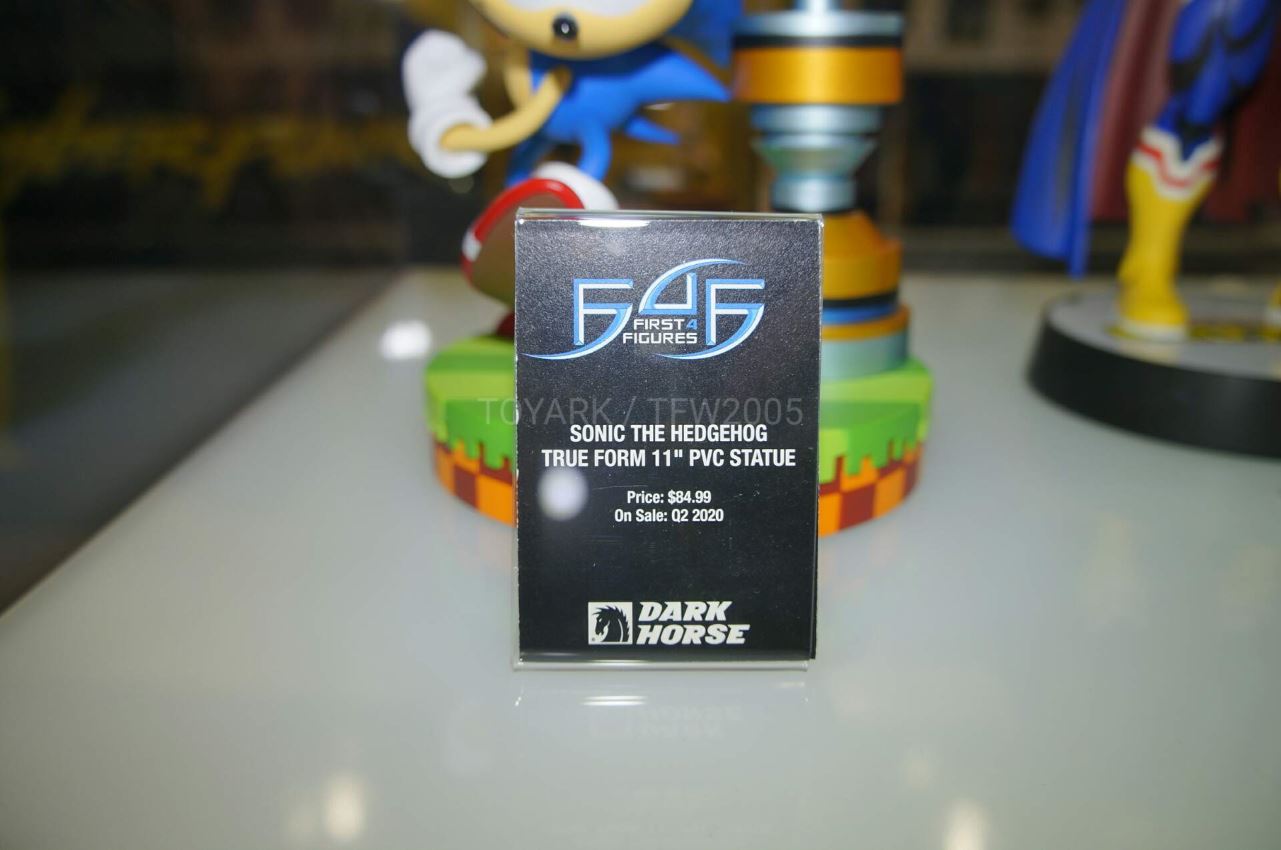 F4F
FIRST 4
FIGURES
TOYARK / TFW2005
SONIC THE HEDGEHOG
TRUE FORM 11" PVC STATUE
Price: $84.99
On Sale: Q2 2020
DARK
HORSE